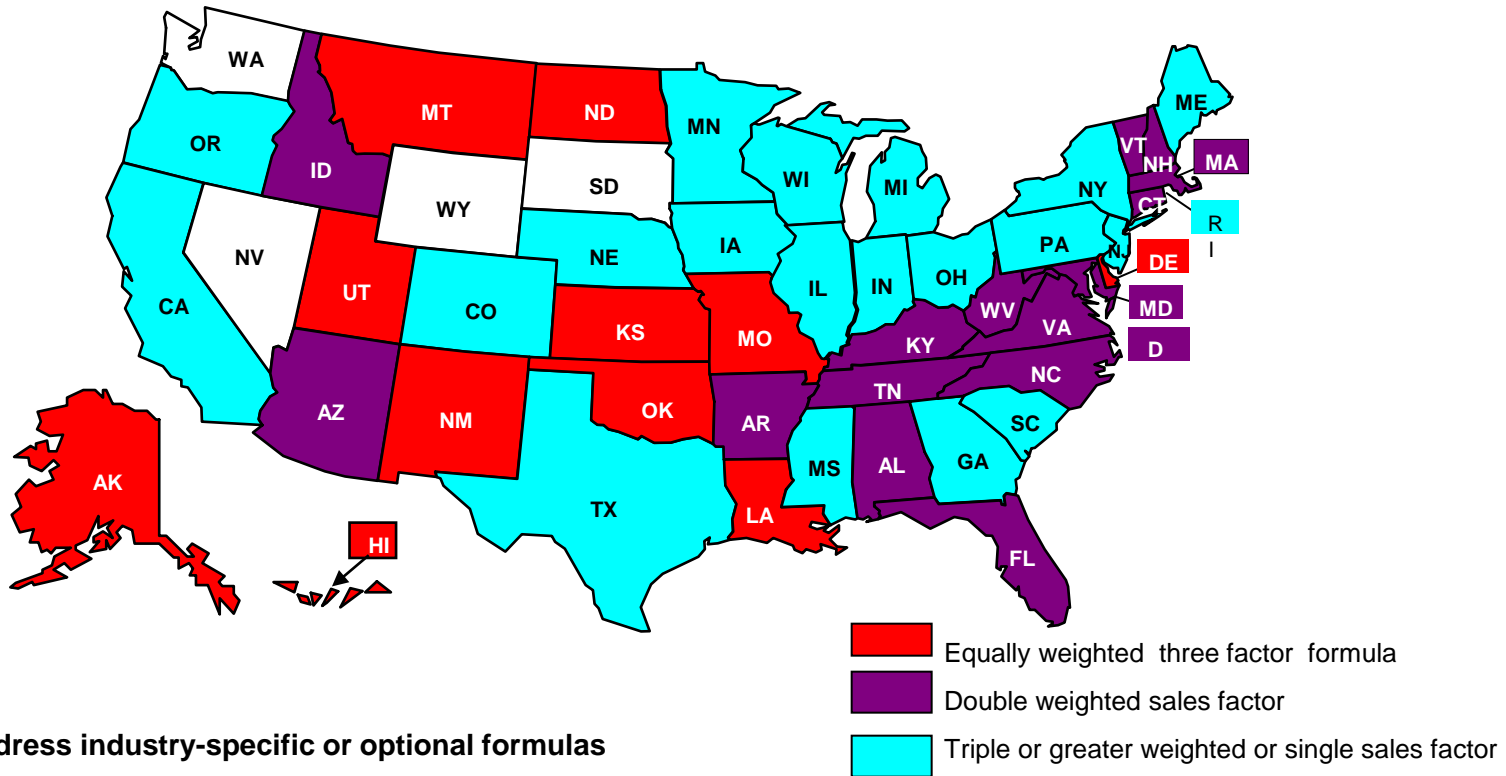 WA
MT
ND
MN
ME
OR
ID
SD
WI
MI
VT
NH
MA
WY
NY
CT
R
I
NV
NE
IA
PA
NJ
DE
CA
UT
CO
IL
IN
OH
MD
KS
MO
WV
VA
KY
D
AZ
NM
OK
AR
TN
NC
SC
AK
TX
MS
AL
GA
LA
HI
FL
Equally weighted three factor formula
Double weighted sales factor
dress industry-specific or optional formulas
Triple or greater weighted or single sales factor